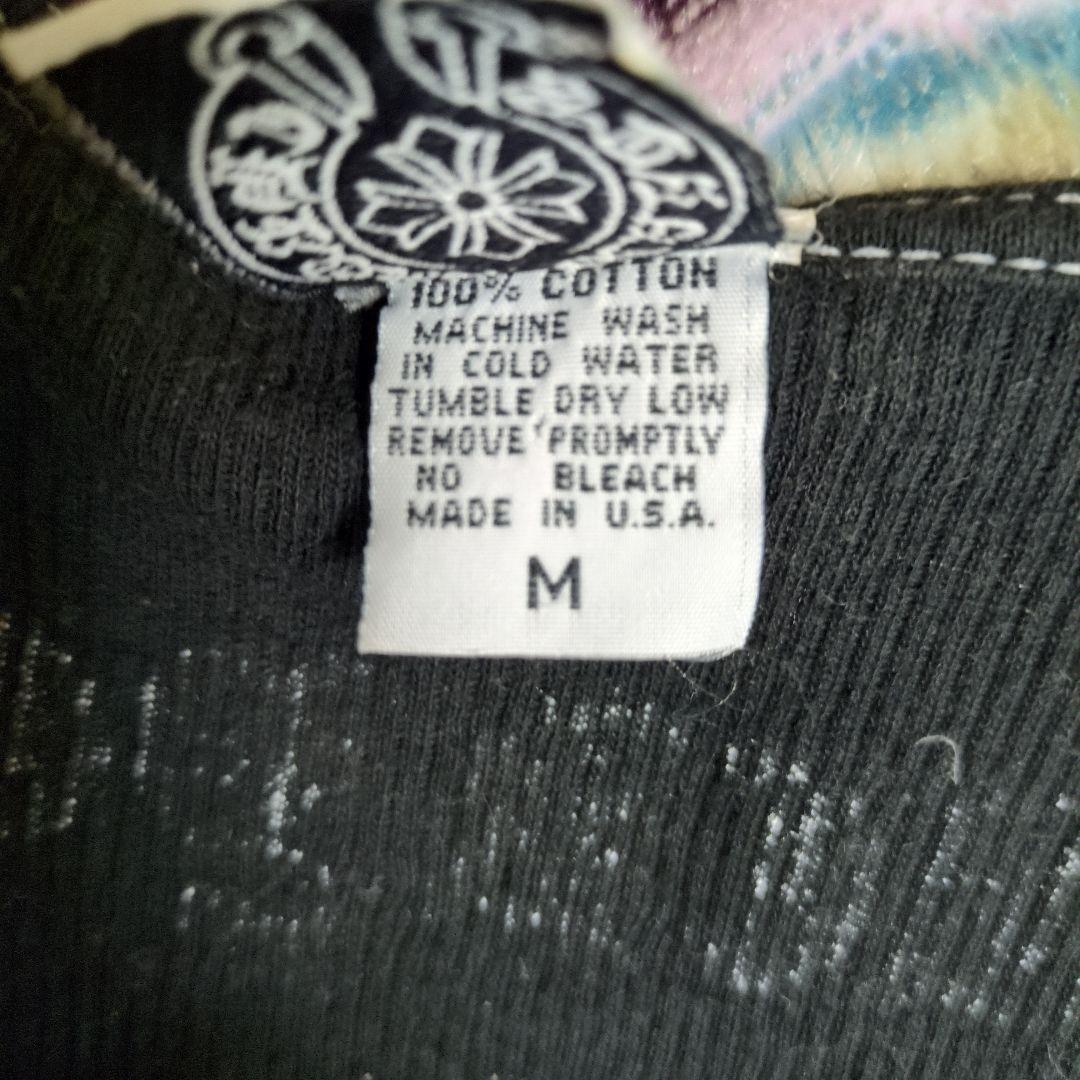 100% COTTON
MACHINE WASH
IN COLD WATER
TUMBLE DRY LOW
REMOVE PROMPTLY
NO BLEACH
MADE IN U.S.A.
M